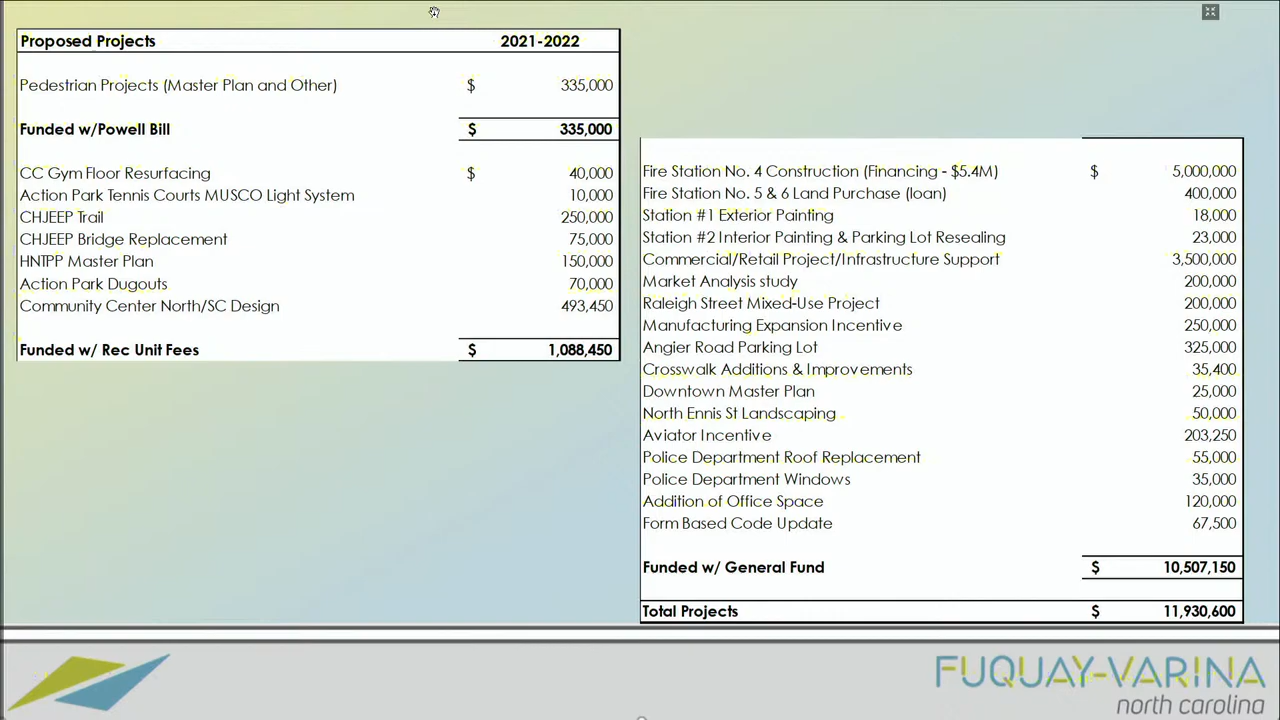 Proposed Projects 2021-2022
Pedestrian Projects (Master Plan and Other) $ 335,000
Funded w/Powell Bill $ 335,000
CC Gym Floor Resurfacing $ 40,000
Action Park Tennis Courts MUSCO Light System 10,000
CHJEEP Trail 250,000
CHJEEP Bridge Replacement 75,000
HNTPP Master Plan 150,000
Action Park Dugouts 70,000
Community Center North/SC Design 493,450
Funded w/ Rec Unit Fees $ 1,088,450
Fire Station No. 4 Construction (Financing - $5.4M) $ 5,000,000
Fire Station No. 5 & 6 Land Purchase (loan) 400,000
Station #1 Exterior Painting 18,000
Station #2 Interior Painting & Parking Lot Resealing 23,000
Commercial/Retail Project/Infrastructure Support 3,500,000
Market Analysis study 200,000
Raleigh Street Mixed-Use Project 200,000
Manufacturing Expansion Incentive 250,000
Angier Road Parking Lot 325,000
Crosswalk Additions & Improvements 35,400
Downtown Master Plan 25,000
North Ennis St Landscaping 50,000
Aviator Incentive 203,250
Police Department Roof Replacement 55,000
Police Department Windows 35,000
Addition of Office Space 120,000
Form Based Code Update 67,500
Funded w/ General Fund $ 10,507,150
Total Projects $ 11,930,600
FUQUAY-VARINA
north carolina